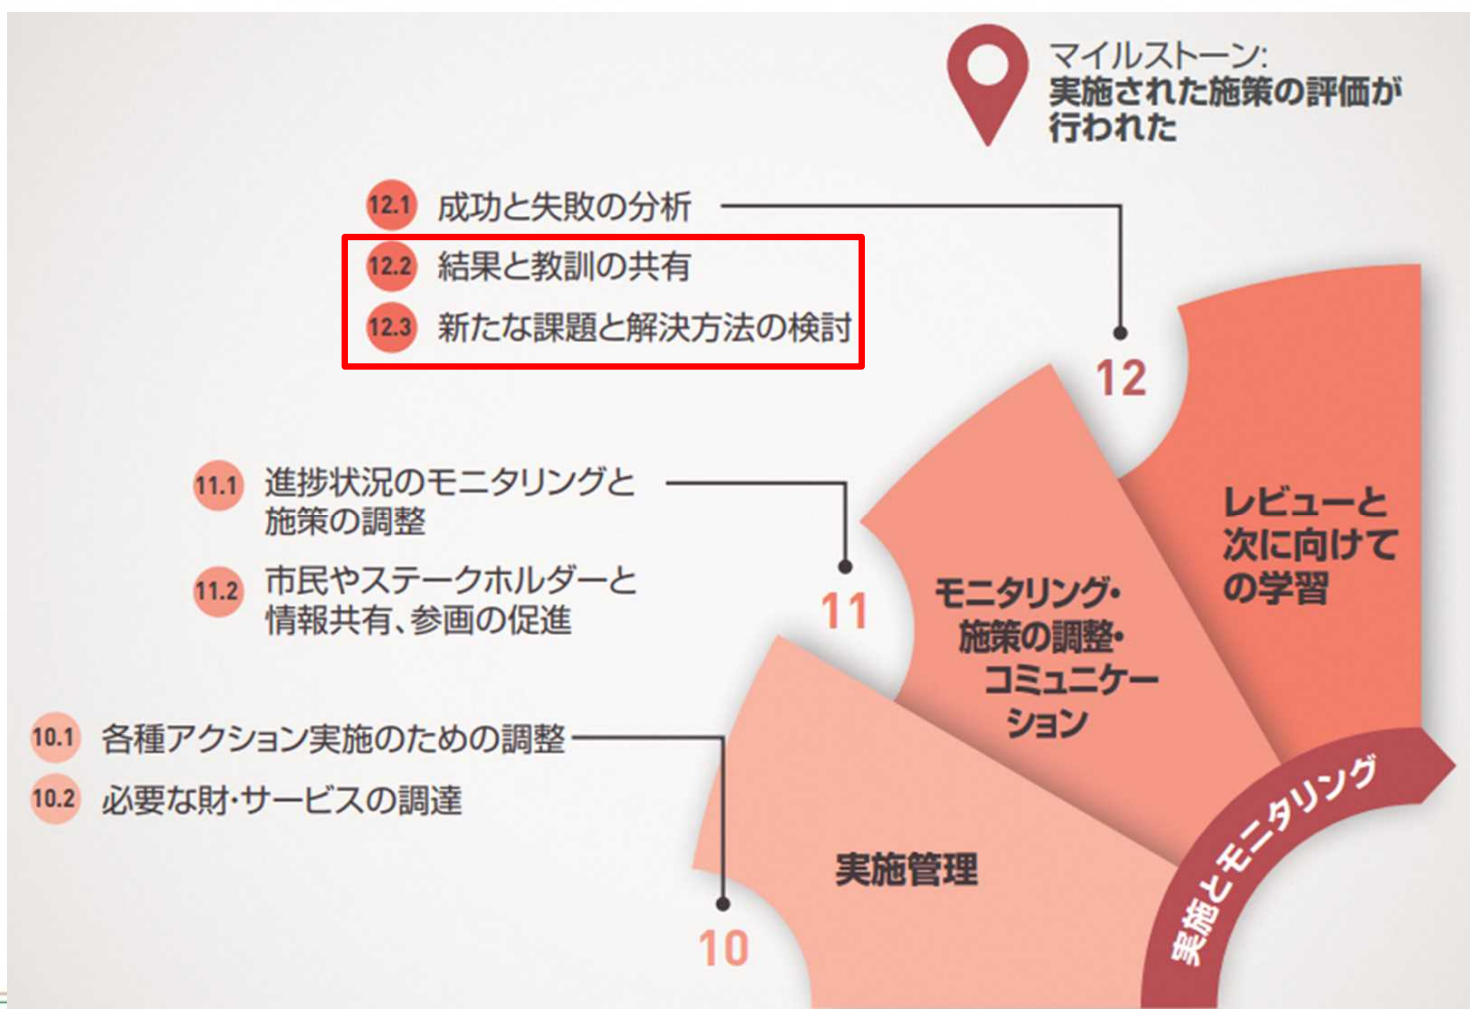 マイルストーン:
実施された施策の評価が
行われた
12.1 成功と失敗の分析
12.2 結果と教訓の共有
12.3 新たな課題と解決方法の検討
12
レビューと
次に向けて
の学習
11.1 進捗状況のモニタリングと
施策の調整
11.2 市民やステークホルダーと
情報共有、参画の促進
11
モニタリング・
施策の調整・
コミュニケー
ション
10.1 各種アクション実施のための調整
10.2 必要な財・サービスの調達
10
実施管理
実施とモニタリング